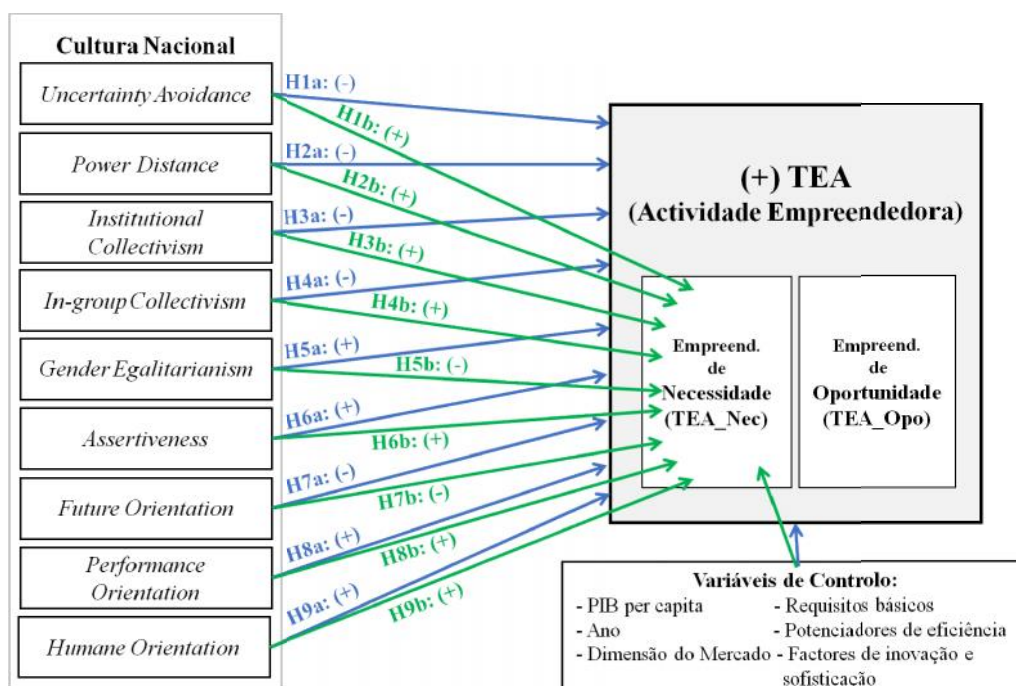 Cultura Nacional
Uncertainty Avoidance
Power Distance
Institutional
Collectivism
In-group Collectivism
Gender Egalitarianism
Assertiveness
Future Orientation
Performance
Orientation
Humane Orientation
H1a: (-)
H1b: (+)
H2a: (-)
H2b: (+)
H3a: (-)
H3b: (+)
H4a: (-)
H4b: (+)
H5a: (+)
H5b: (-)
H6a: (+)
H6b: (+)
H7a: (-)
H7b: (-)
H8a: (+)
H8b: (+)
H9a: (+)
H9b: (+)
(+) TEA
(Actividade Empreendedora)
Empreend.
de
Necessidade
(TEA_Nec)
Empreend.
de
Oportunidade
(TEA_Opo)
Variáveis de Controlo:
- PIB per capita
- Ano
- Dimensão do Mercado
- Requisitos básicos
- Potenciadores de eficiência
- Factores de inovação e
sofisticação